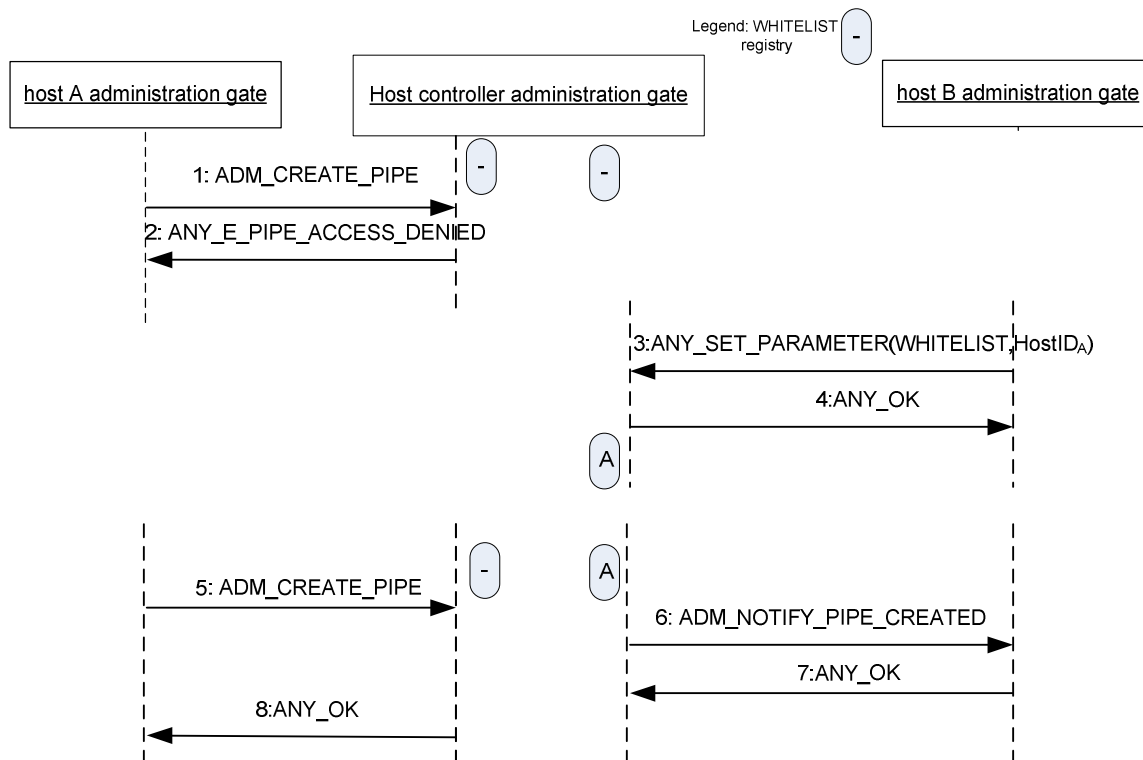 Legend: WHITELIST
registry
-
host A administration gate
Host controller administration gate
host B administration gate
-
-
1: ADM_CREATE_PIPE
2: ANY_E_PIPE_ACCESS_DENIED
3:ANY_SET_PARAMETER(WHITELIST,HostIDA)
4:ANY_OK
A
-
A
5: ADM_CREATE_PIPE
6: ADM_NOTIFY_PIPE_CREATED
7:ANY_OK
8:ANY_OK